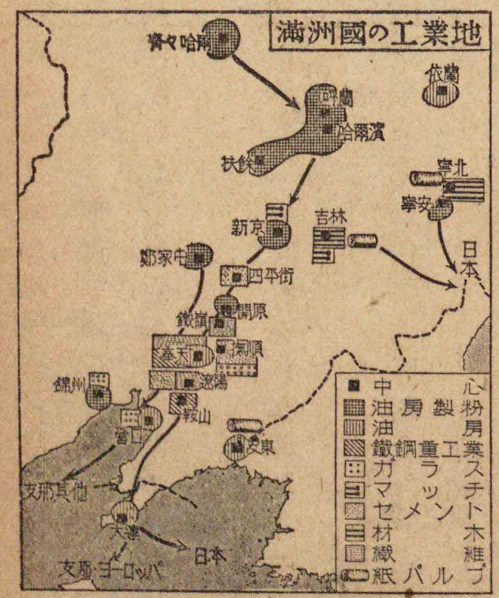 滿洲國の工業地
齊々哈爾
依蘭
呼蘭
哈爾濱
扶餘
寧北
寧安
吉林
新京
日本
鄭家屯
四平街
開原
鐵嶺
奉天
撫順
遼陽
錦州
鞍山
營口
安東
支那其他
大連
日本
支那・ヨーロッパ
中心
油房製粉
油房
鐵鋼重工業
ガラス
マッチ
セメント
材木
纖維
紙パルプ